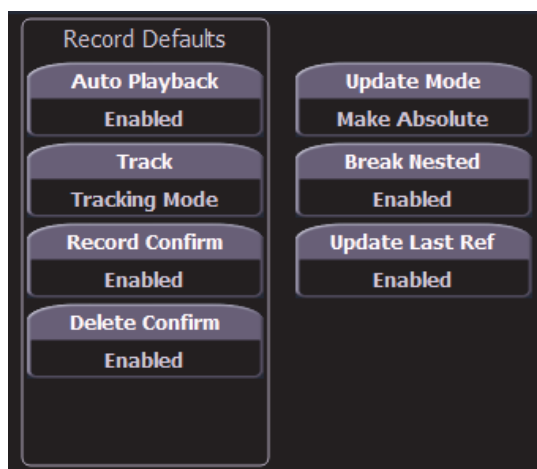 Record Defaults
Auto Playback
Enabled
Track
Tracking Mode
Record Confirm
Enabled
Delete Confirm
Enabled
Update Mode
Make Absolute
Break Nested
Enabled
Update Last Ref
Enabled